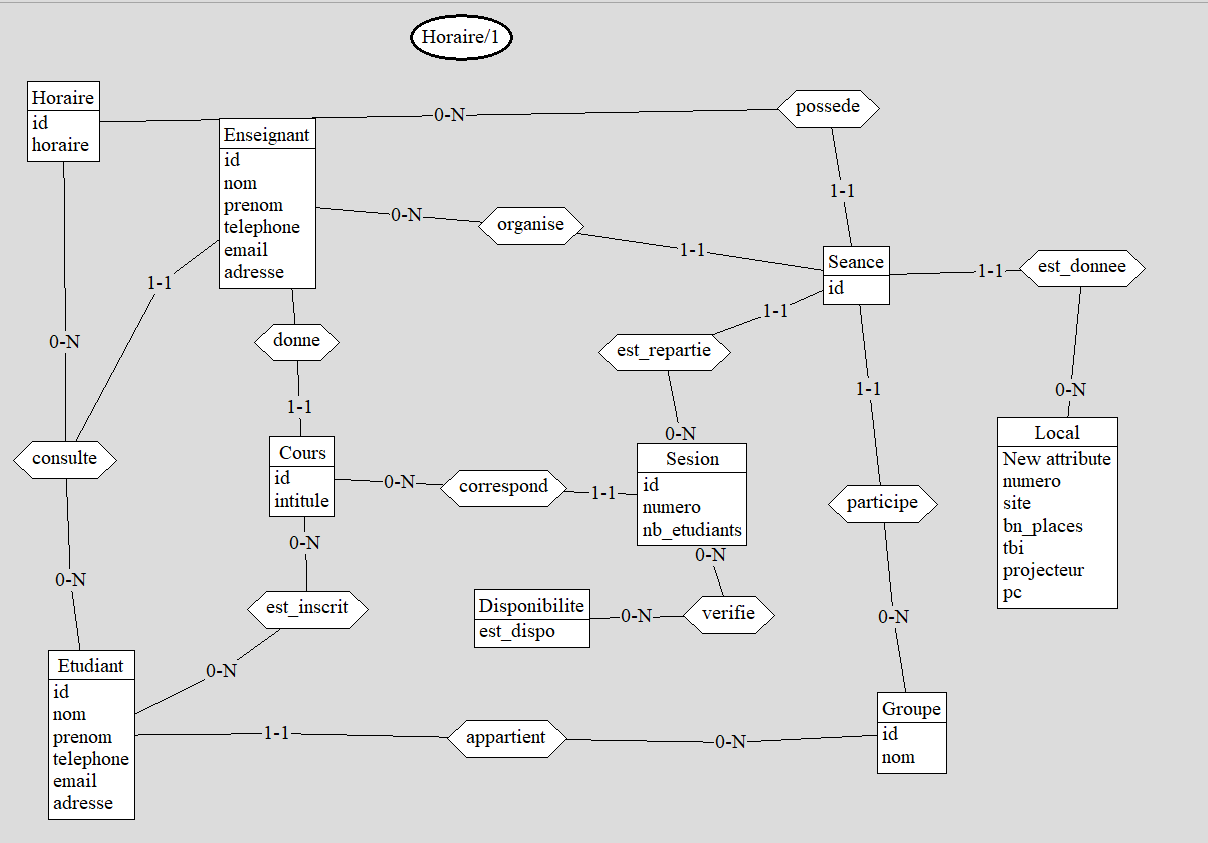 Horaire/1
Horaire
id
horaire
0-N
possede
Enseignant
id
nom
prenom
telephone
email
adresse
1-1
0-N
organise
1-1
Seance
id
1-1
est_donnee
1-1
1-1
0-N
donne
est_repartie
1-1
0-N
1-1
0-N
Local
New attribute
numero
site
bn_places
tbi
projecteur
pc
consulte
Cours
id
intitule
0-N
correspond
1-1
Sesion
id
numero
nb_etudiants
participe
0-N
0-N
0-N
est_inscrit
Disponibilite
est_dispo
0-N
verifie
0-N
Etudiant
id
nom
prenom
telephone
email
adresse
0-N
1-1
appartient
0-N
Groupe
id
nom